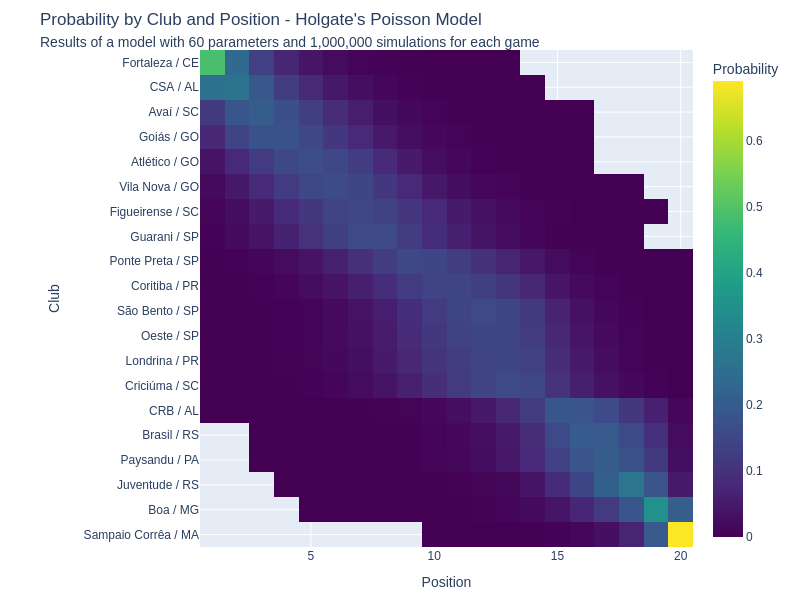 Probability by Club and Position - Holgate's Poisson Model
Results of a model with 60 parameters and 1,000,000 simulations for each game
Probability
Fortaleza / CE
CSA / AL
Avaí / SC
Goiás / GO
Atlético / GO
Vila Nova / GO
Figueirense / SC
Guarani / SP
Ponte Preta / SP
Coritiba / PR
São Bento / SP
Oeste / SP
Londrina / PR
Criciúma / SC
CRB / AL
Brasil / RS
Paysandu / PA
Juventude / RS
Boa / MG
Sampaio Corrêa / MA
Club
5
10
15
20
Position
0.6
0.5
0.4
0.3
0.2
0.1
0